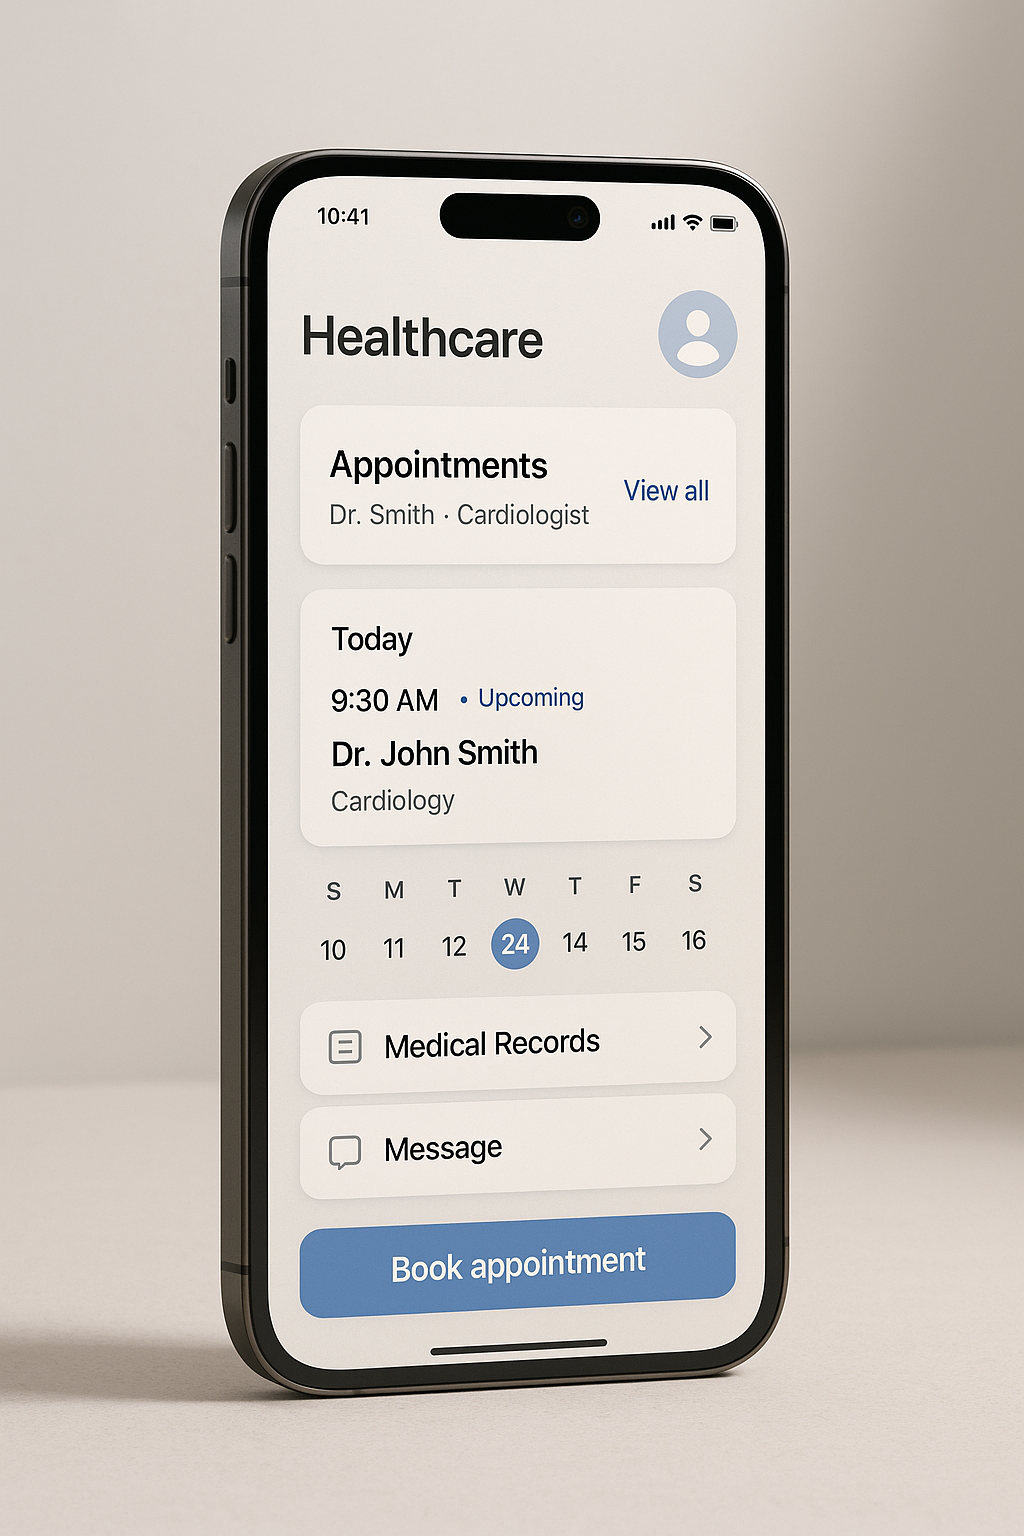 10:41
Healthcare
Appointments
Dr. Smith · Cardiologist
View all
Today
9:30 AM • Upcoming
Dr. John Smith
Cardiology
S M T W T F S
10 11 12 24 14 15 16
Medical Records
Message
Book appointment